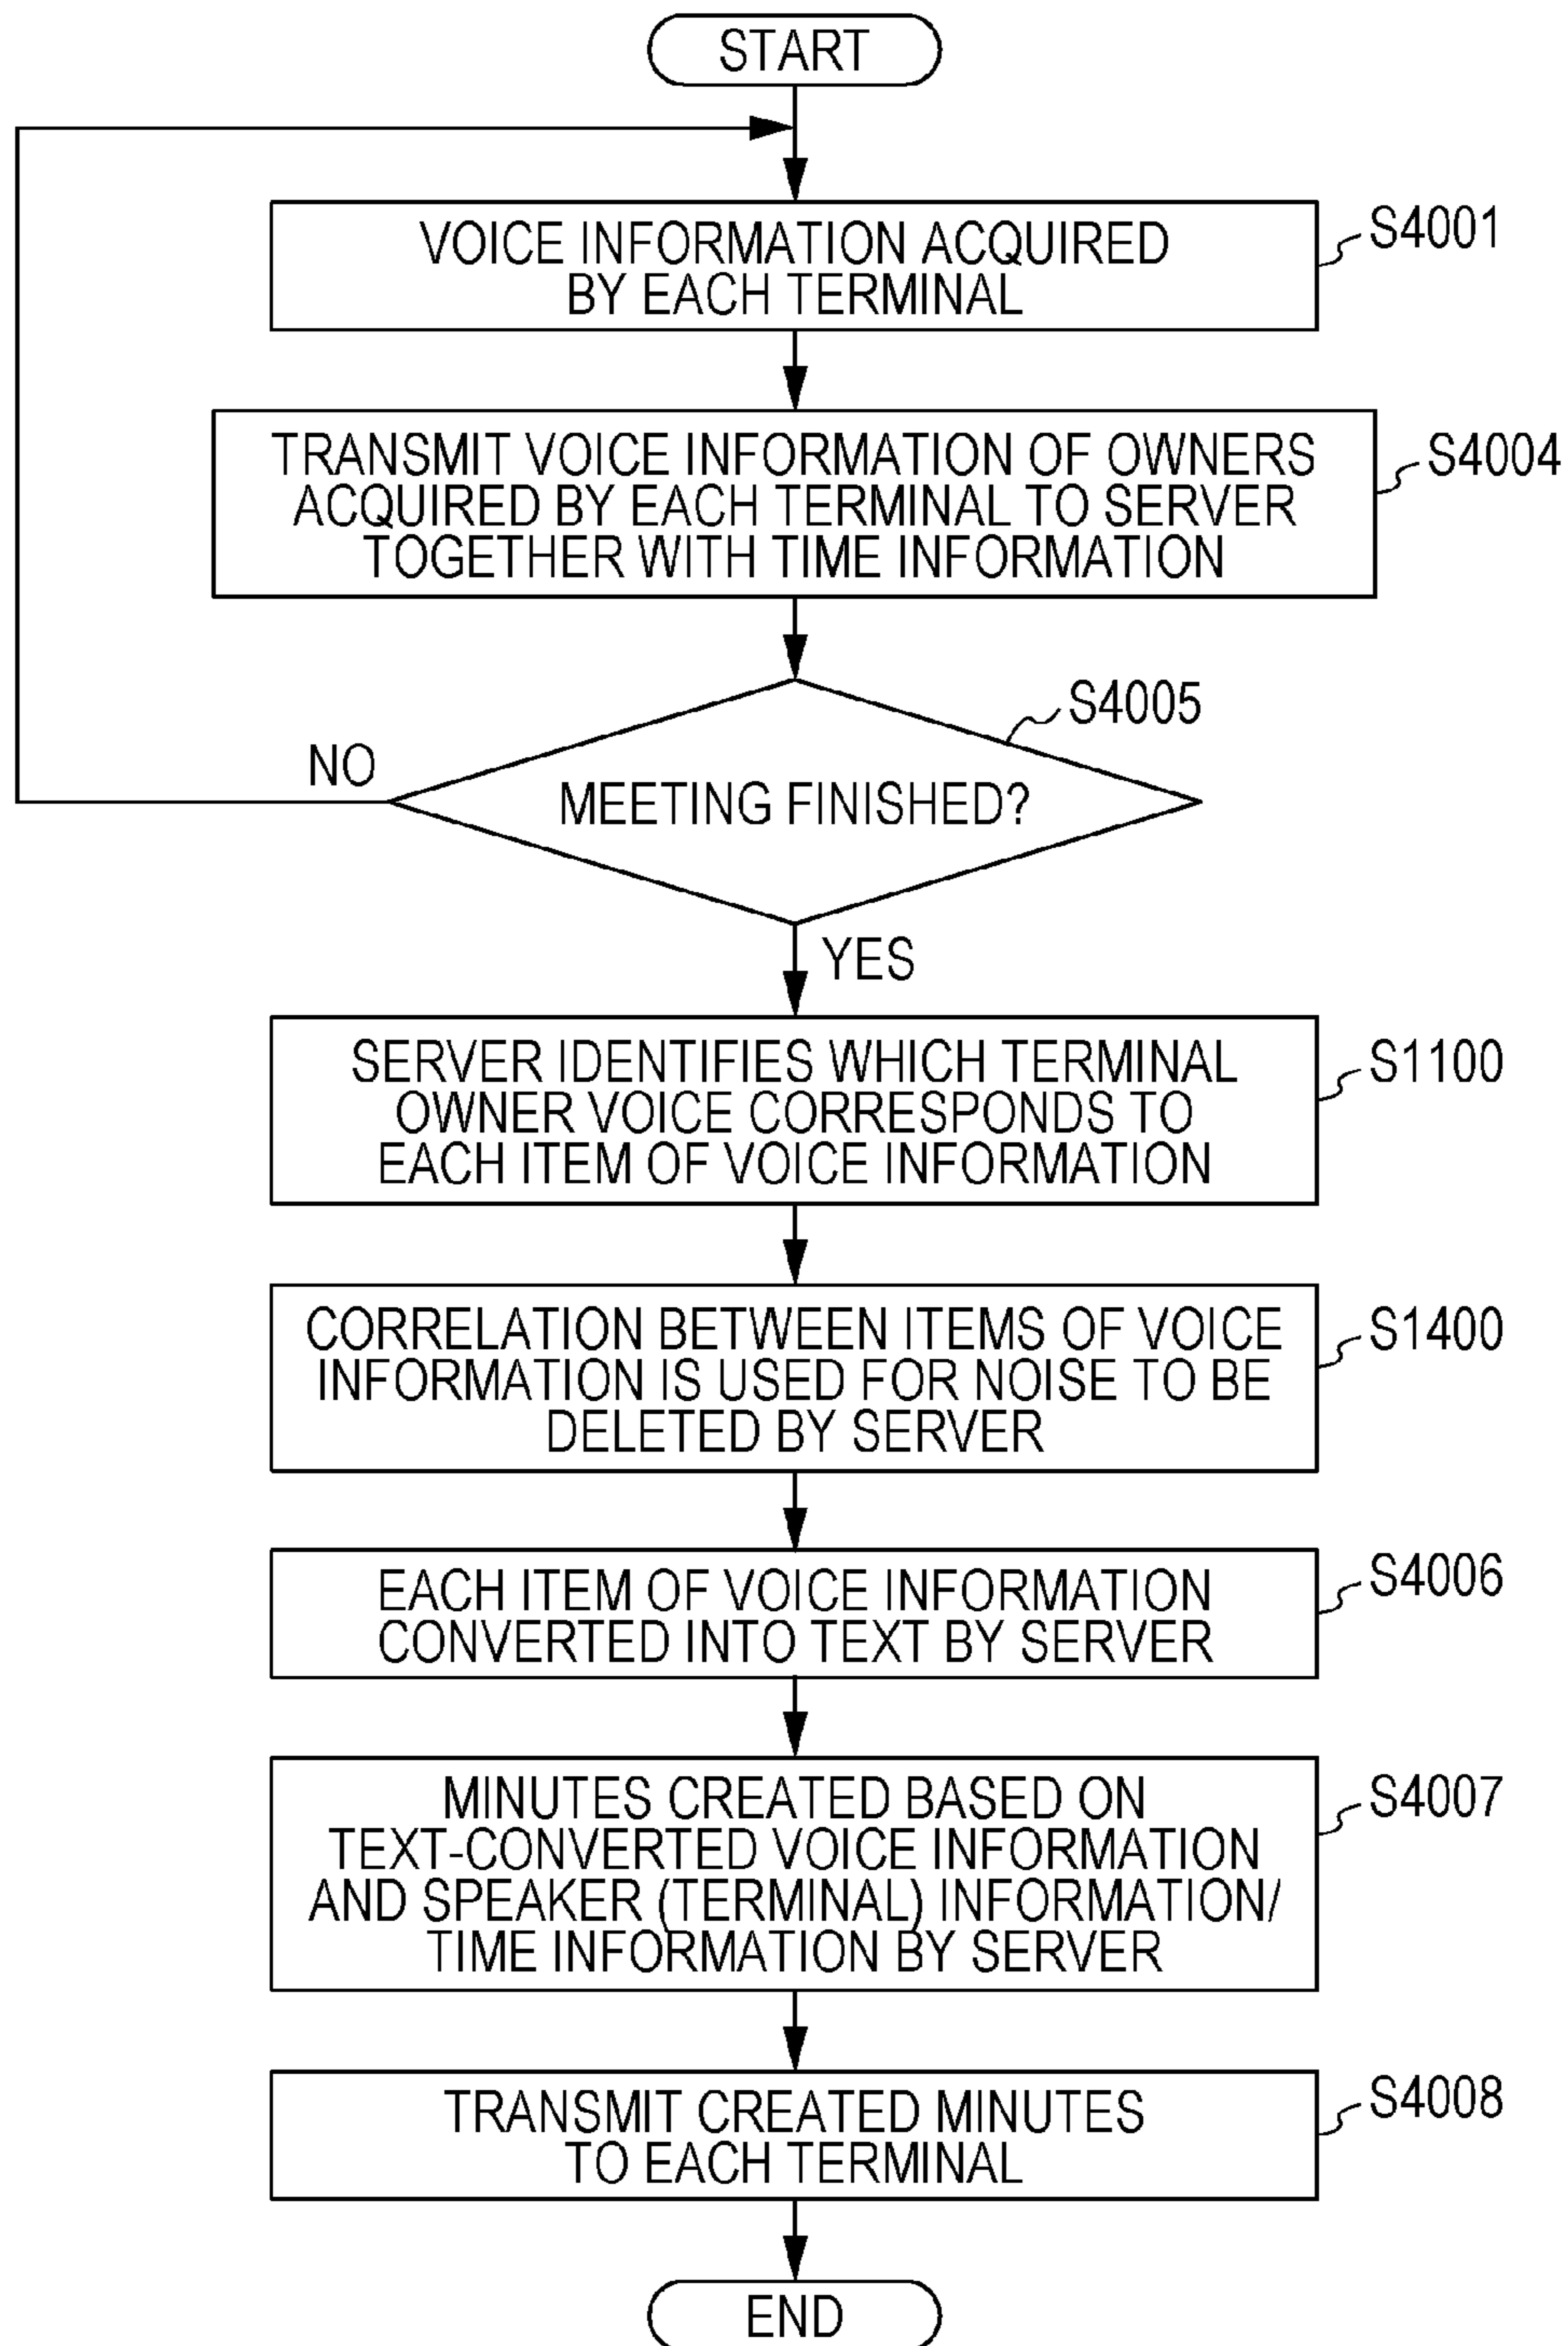 START
VOICE INFORMATION ACQUIRED
BY EACH TERMINAL
S4001
TRANSMIT VOICE INFORMATION OF OWNERS
ACQUIRED BY EACH TERMINAL TO SERVER
TOGETHER WITH TIME INFORMATION
S4004
MEETING FINISHED?
S4005
NO
YES
SERVER IDENTIFIES WHICH TERMINAL
OWNER VOICE CORRESPONDS TO
EACH ITEM OF VOICE INFORMATION
S1100
CORRELATION BETWEEN ITEMS OF VOICE
INFORMATION IS USED FOR NOISE TO BE
DELETED BY SERVER
S1400
EACH ITEM OF VOICE INFORMATION
CONVERTED INTO TEXT BY SERVER
S4006
MINUTES CREATED BASED ON
TEXT-CONVERTED VOICE INFORMATION
AND SPEAKER (TERMINAL) INFORMATION/
TIME INFORMATION BY SERVER
S4007
TRANSMIT CREATED MINUTES
TO EACH TERMINAL
S4008
END